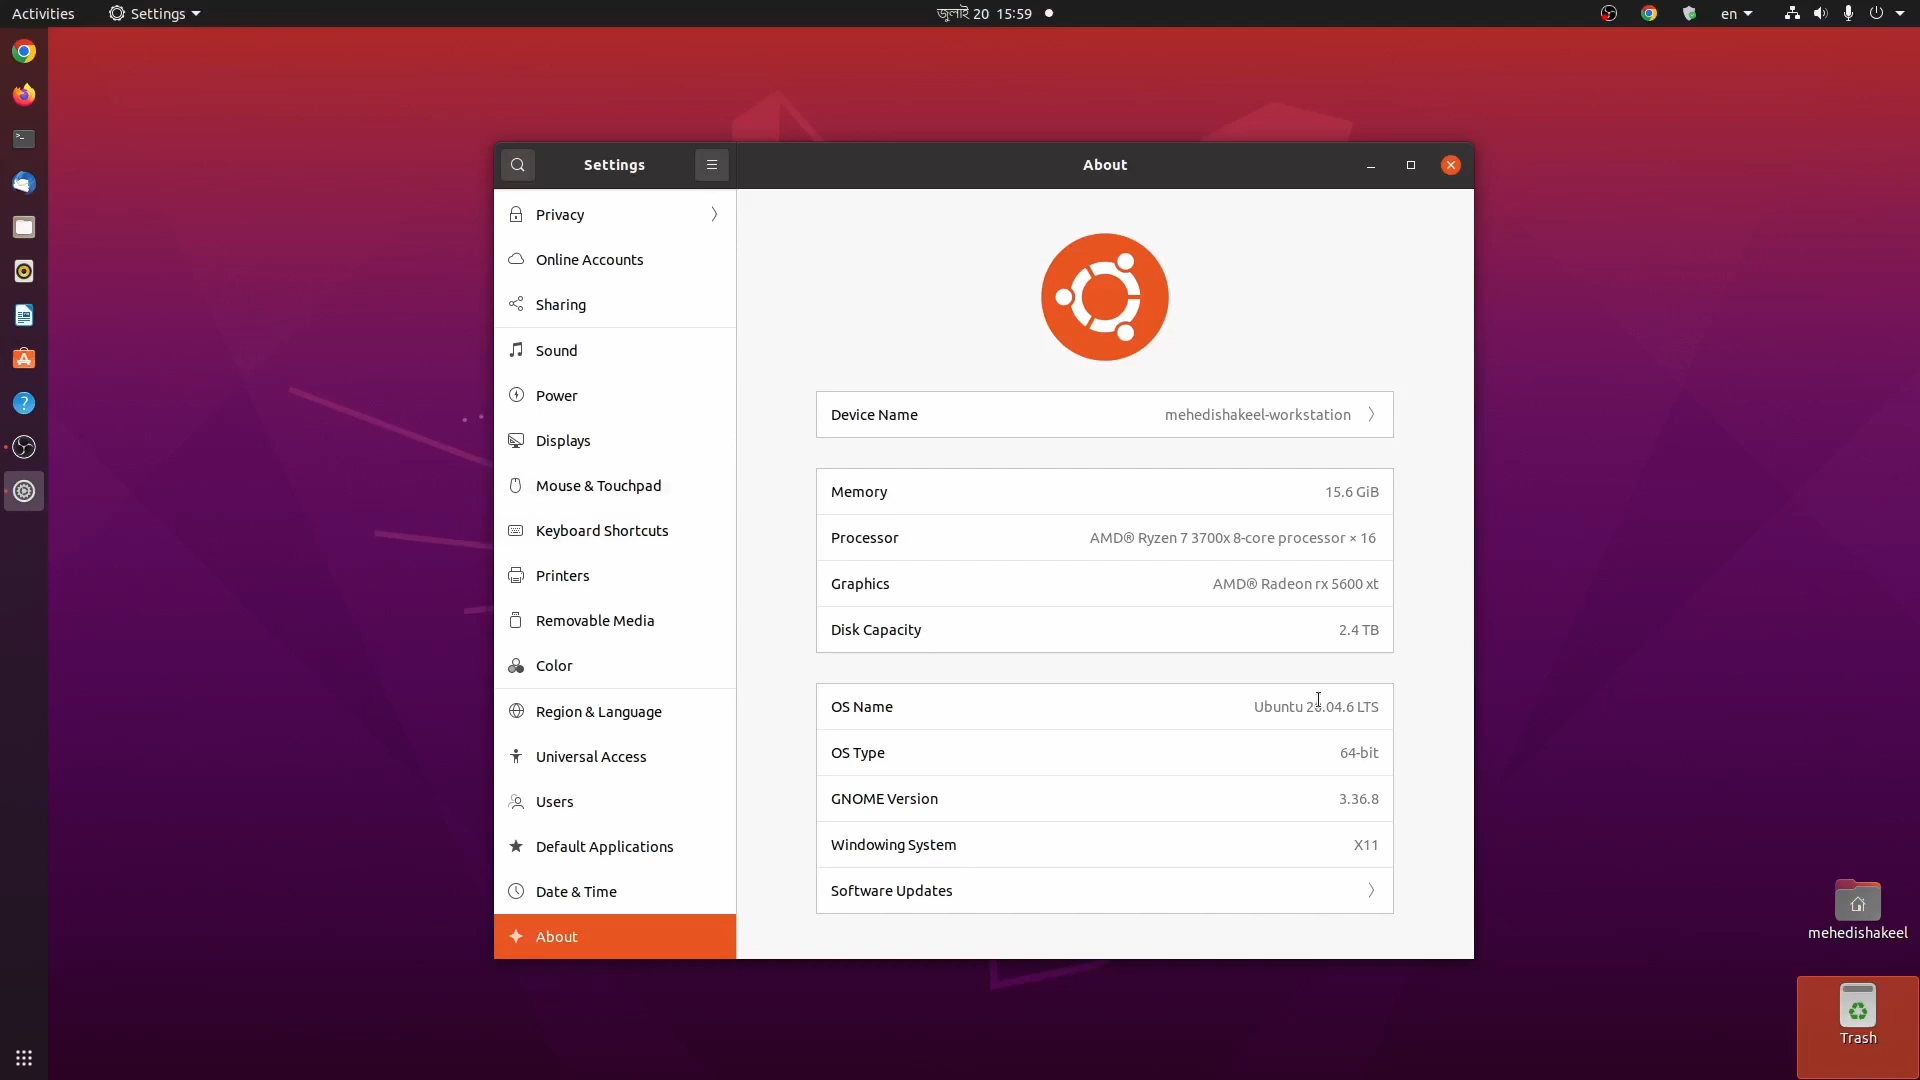 Activities
Settings
জুলাই 20 15:59
en
Settings
About
Privacy
Online Accounts
Sharing
Sound
Power
Displays
Mouse & Touchpad
Keyboard Shortcuts
Printers
Removable Media
Color
Region & Language
Universal Access
Users
Default Applications
Date & Time
About
Device Name mehedishakeel-workstation
Memory 15.6 GiB
Processor AMD® Ryzen 7 3700x 8-core processor × 16
Graphics AMD® Radeon rx 5600 xt
Disk Capacity 2.4 TB
OS Name Ubuntu 20.04.6 LTS
OS Type 64-bit
GNOME Version 3.36.8
Windowing System X11
Software Updates
mehedishakeel
Trash